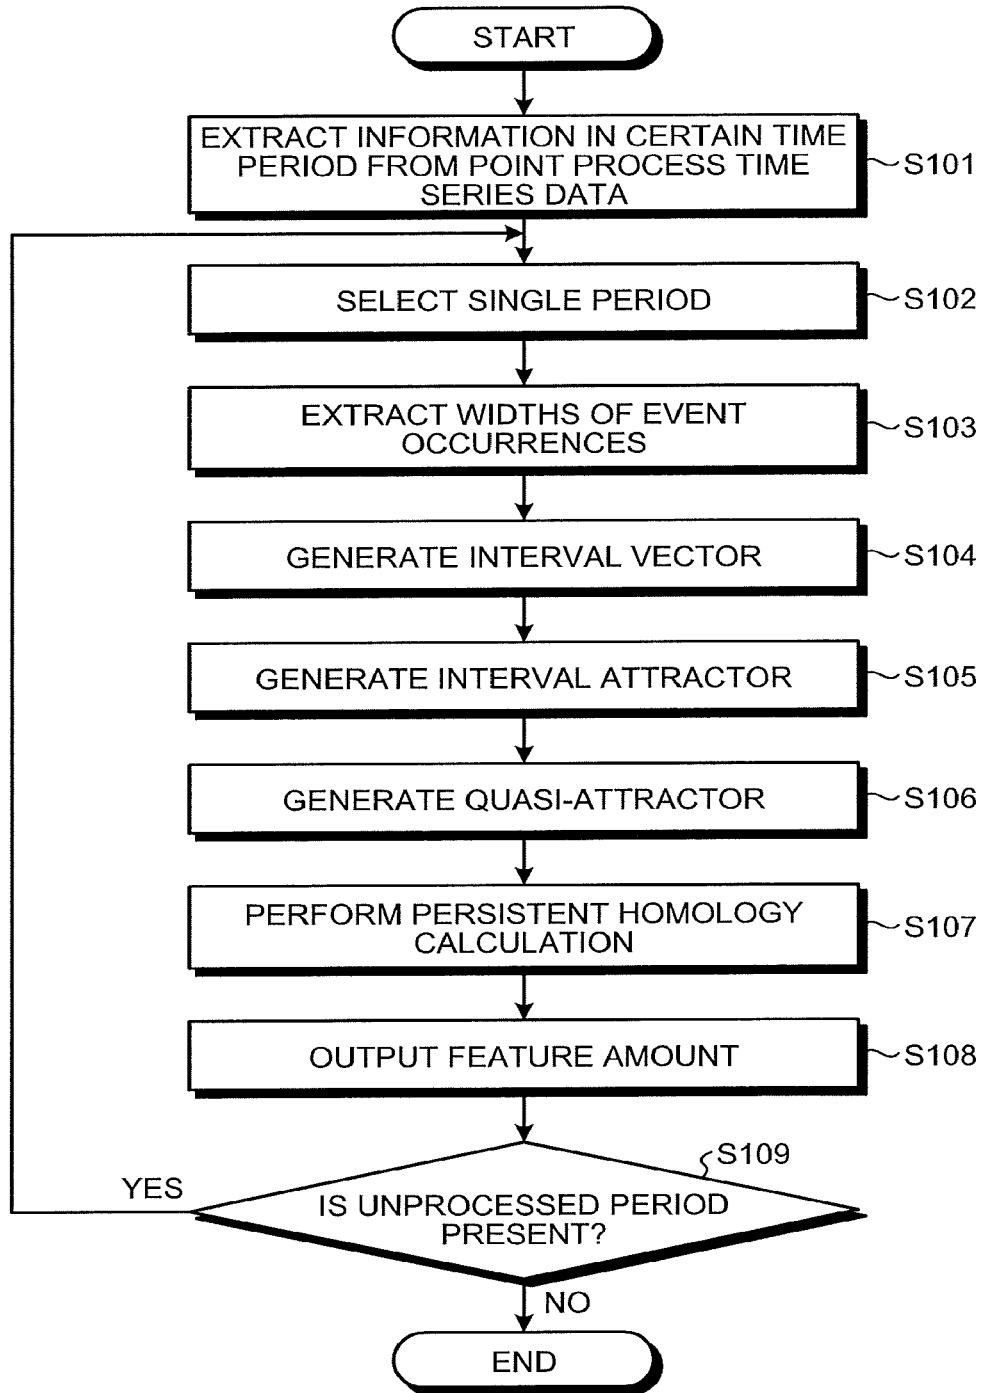 START
EXTRACT INFORMATION IN CERTAIN TIME
PERIOD FROM POINT PROCESS TIME
SERIES DATA
S101
SELECT SINGLE PERIOD
S102
EXTRACT WIDTHS OF EVENT
OCCURRENCES
S103
GENERATE INTERVAL VECTOR
S104
GENERATE INTERVAL ATTRACTOR
S105
GENERATE QUASI-ATTRACTOR
S106
PERFORM PERSISTENT HOMOLOGY
CALCULATION
S107
OUTPUT FEATURE AMOUNT
S108
S109
YES
IS UNPROCESSED PERIOD
PRESENT?
NO
END